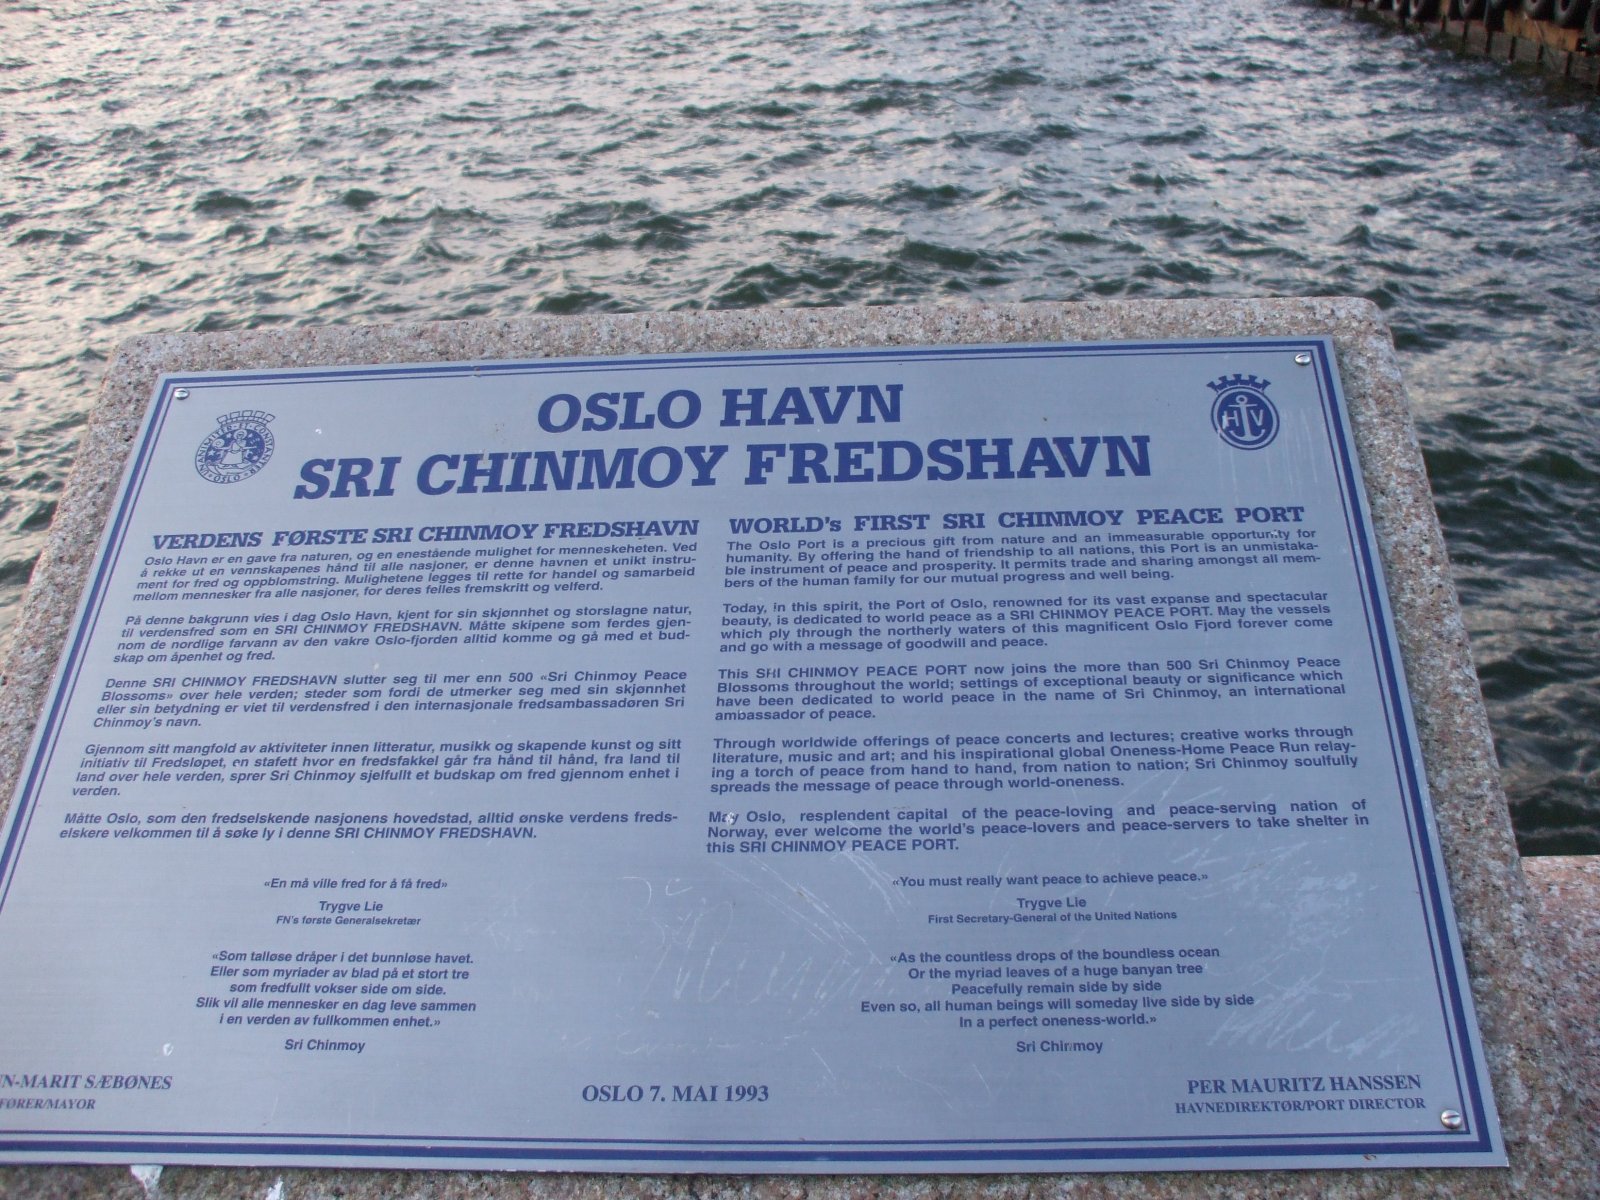 OSLO HAVN
SRI CHINMOY FREDSHAVN
UNANIMITER ET CONSTANTER
OSLO
H V
VERDENS FØRSTE SRI CHINMOY FREDSHAVN
Oslo Havn er en gave fra naturen, og en enestående mulighet for menneskeheten. Ved
å rekke ut en vennskapenes hånd til alle nasjoner, er denne havnen et unikt instru-
ment for fred og oppblomstring. Mulighetene legges til rette for handel og samarbeid
mellom mennesker fra alle nasjoner, for deres felles fremskritt og velferd.
På denne bakgrunn vies i dag Oslo Havn, kjent for sin skjønnhet og storslagne natur,
til verdensfred som en SRI CHINMOY FREDSHAVN. Måtte skipene som ferdes gjen-
nom de nordlige farvann av den vakre Oslo-fjorden alltid komme og gå med et bud-
skap om åpenhet og fred.
Denne SRI CHINMOY FREDSHAVN slutter seg til mer enn 500 «Sri Chinmoy Peace
Blossoms» over hele verden; steder som fordi de utmerker seg med sin skjønnhet
eller sin betydning er viet til verdensfred i den internasjonale fredsambassadøren Sri
Chinmoy's navn.
Gjennom sitt mangfold av aktiviteter innen litteratur, musikk og skapende kunst og sitt
initiativ til Fredsløpet, en stafett hvor en fredsfakkel går fra hånd til hånd, fra land til
land over hele verden, sprer Sri Chinmoy sjelfullt et budskap om fred gjennom enhet i
verden.
Måtte Oslo, som den fredselskende nasjonens hovedstad, alltid ønske verdens freds-
elskere velkommen til å søke ly i denne SRI CHINMOY FREDSHAVN.
«En må ville fred for å få fred»
Trygve Lie
FN's første Generalsekretær
«Som talløse dråper i det bunnløse havet.
Eller som myriader av blad på et stort tre
som fredfullt vokser side om side.
Slik vil alle mennesker en dag leve sammen
i en verden av fullkommen enhet.»
Sri Chinmoy
WORLD's FIRST SRI CHINMOY PEACE PORT
The Oslo Port is a precious gift from nature and an immeasurable opportunity for
humanity. By offering the hand of friendship to all nations, this Port is an unmistaka-
ble instrument of peace and prosperity. It permits trade and sharing amongst all mem-
bers of the human family for our mutual progress and well being.
Today, in this spirit, the Port of Oslo, renowned for its vast expanse and spectacular
beauty, is dedicated to world peace as a SRI CHINMOY PEACE PORT. May the vessels
which ply through the northerly waters of this magnificent Oslo Fjord forever come
and go with a message of goodwill and peace.
This SRI CHINMOY PEACE PORT now joins the more than 500 Sri Chinmoy Peace
Blossoms throughout the world; settings of exceptional beauty or significance which
have been dedicated to world peace in the name of Sri Chinmoy, an international
ambassador of peace.
Through worldwide offerings of peace concerts and lectures; creative works through
literature, music and art; and his inspirational global Oneness-Home Peace Run relay-
ing a torch of peace from hand to hand, from nation to nation; Sri Chinmoy soulfully
spreads the message of peace through world-oneness.
May Oslo, resplendent capital of the peace-loving and peace-serving nation of
Norway, ever welcome the world's peace-lovers and peace-servers to take shelter in
this SRI CHINMOY PEACE PORT.
«You must really want peace to achieve peace.»
Trygve Lie
First Secretary-General of the United Nations
«As the countless drops of the boundless ocean
Or the myriad leaves of a huge banyan tree
Peacefully remain side by side
Even so, all human beings will someday live side by side
In a perfect oneness-world.»
Sri Chinmoy
N-MARIT SÆBØNES
FØRER/MAYOR
OSLO 7. MAI 1993
PER MAURITZ HANSSEN
HAVNEDIREKTØR/PORT DIRECTOR